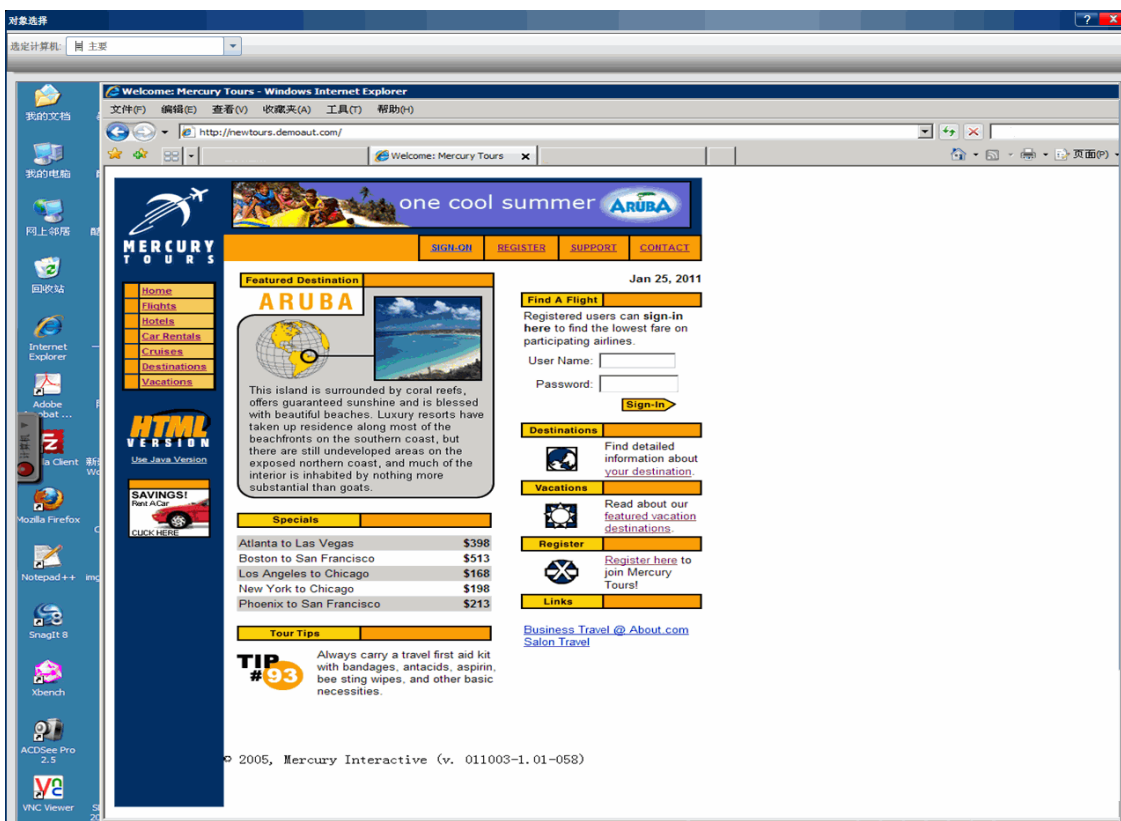 对象选择
选定计算机: 主要
Welcome: Mercury Tours - Windows Internet Explorer
文件(F) 编辑(E) 查看(V) 收藏夹(A) 工具(T) 帮助(H)
http://newtours.demoaut.com/
Welcome: Mercury Tours
页面(P)
我的文档
我的电脑
网上邻居
回收站
Internet
Explorer
Adobe
Mozilla Firefox
Notepad++
SnagIt 8
Xbench
ACDSee Pro
2.5
VNC Viewer
one cool summer ARUBA
MERCURY
TOURS
SIGN-ON REGISTER SUPPORT CONTACT
Home
Flights
Hotels
Car Rentals
Cruises
Destinations
Vacations
HTML
VERSION
Use Java Version
SAVINGS!
Rent A Car
CLICK HERE
Featured Destination
ARUBA
This island is surrounded by coral reefs,
offers guaranteed sunshine and is blessed
with beautiful beaches. Luxury resorts have
taken up residence along most of the
beachfronts on the southern coast, but
there are still undeveloped areas on the
exposed northern coast, and much of the
interior is inhabited by nothing more
substantial than goats.
Specials
Atlanta to Las Vegas $398
Boston to San Francisco $513
Los Angeles to Chicago $168
New York to Chicago $198
Phoenix to San Francisco $213
Tour Tips
TIP
#93
Always carry a travel first aid kit
with bandages, antacids, aspirin,
bee sting wipes, and other basic
necessities.
Jan 25, 2011
Find A Flight
Registered users can sign-in
here to find the lowest fare on
participating airlines.
User Name:
Password:
Sign-In
Destinations
Find detailed
information about
your destination.
Vacations
Read about our
featured vacation
destinations.
Register
Register here to
join Mercury
Tours!
Links
Business Travel @ About.com
Salon Travel
© 2005, Mercury Interactive (v. 011003-1.01-058)